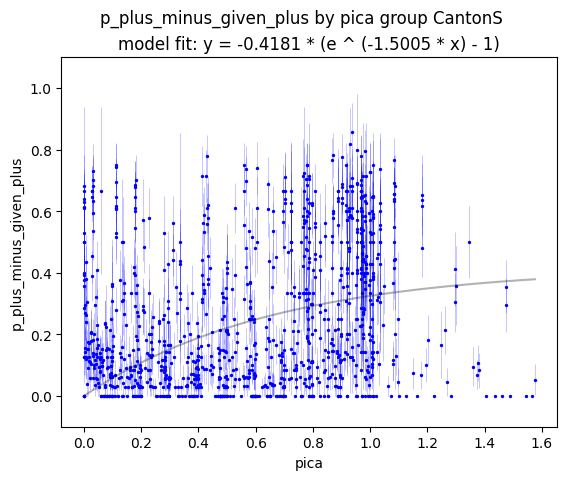 p_plus_minus_given_plus by pica group CantonS
model fit: y = -0.4181 * (e ^ (-1.5005 * x) - 1)
p_plus_minus_given_plus
1.0
0.8
0.6
0.4
0.2
0.0
0.0 0.2 0.4 0.6 0.8 1.0 1.2 1.4 1.6
pica